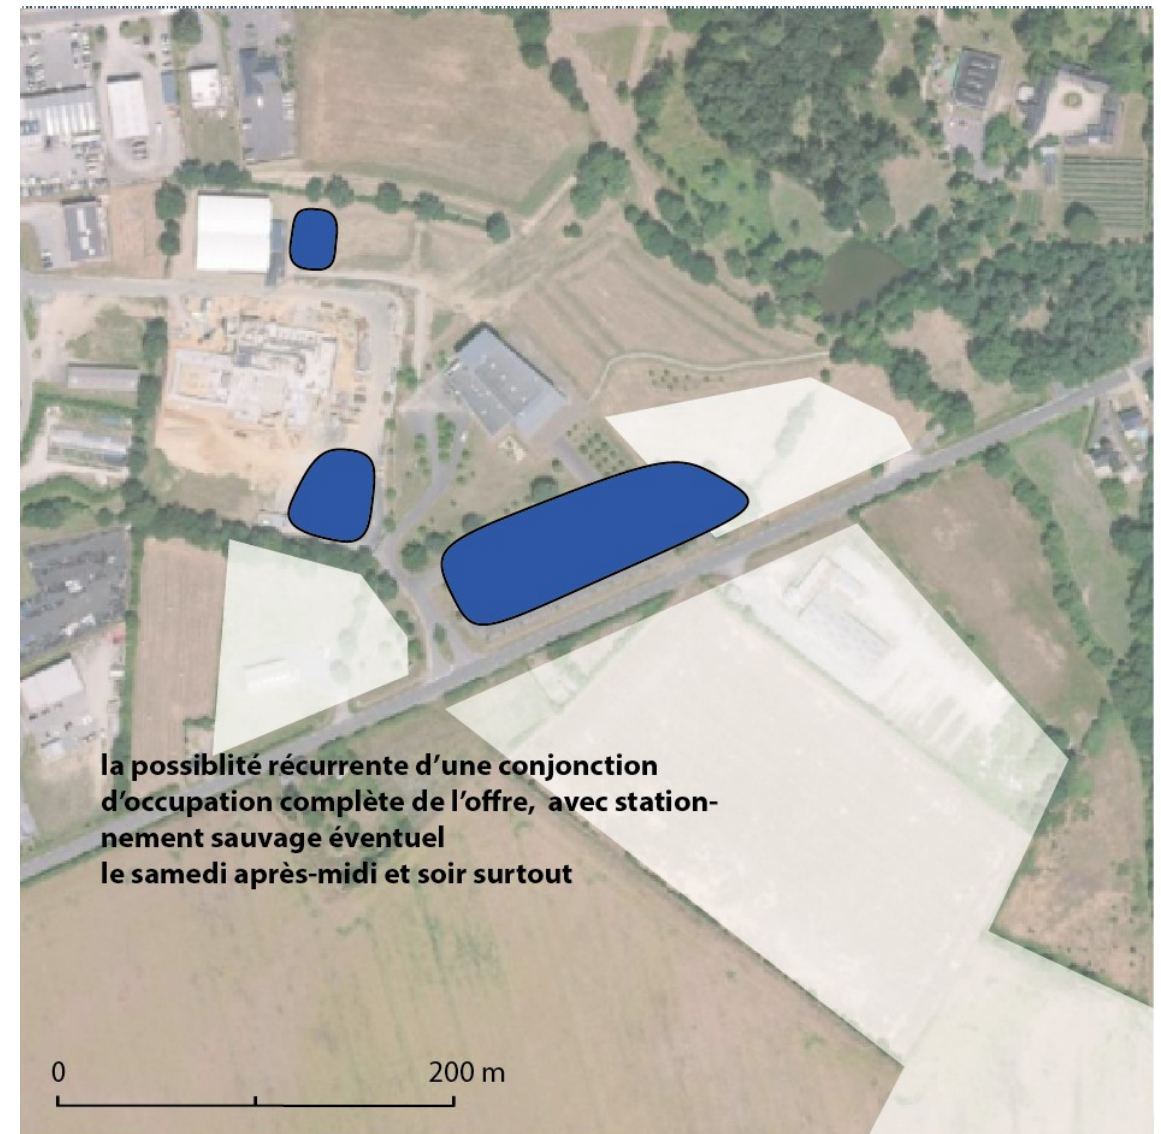 la possiblité récurrente d’une conjonction
d’occupation complète de l’offre,  avec station-
nement sauvage éventuel
le samedi après-midi et soir surtout
0 200 m